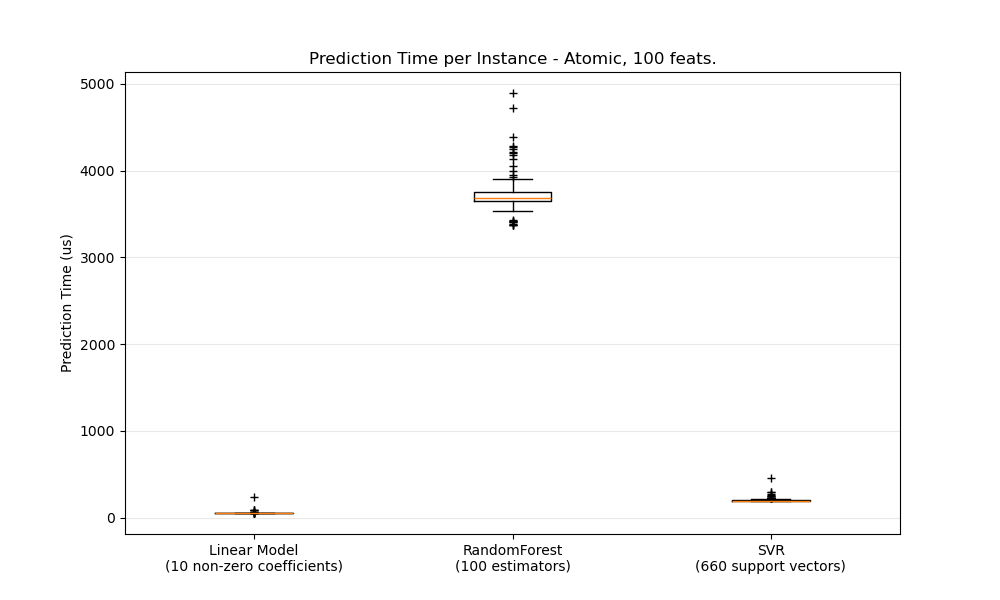 Prediction Time per Instance - Atomic, 100 feats.
Prediction Time (us)
5000
4000
3000
2000
1000
0
Linear Model
(10 non-zero coefficients)
RandomForest
(100 estimators)
SVR
(660 support vectors)